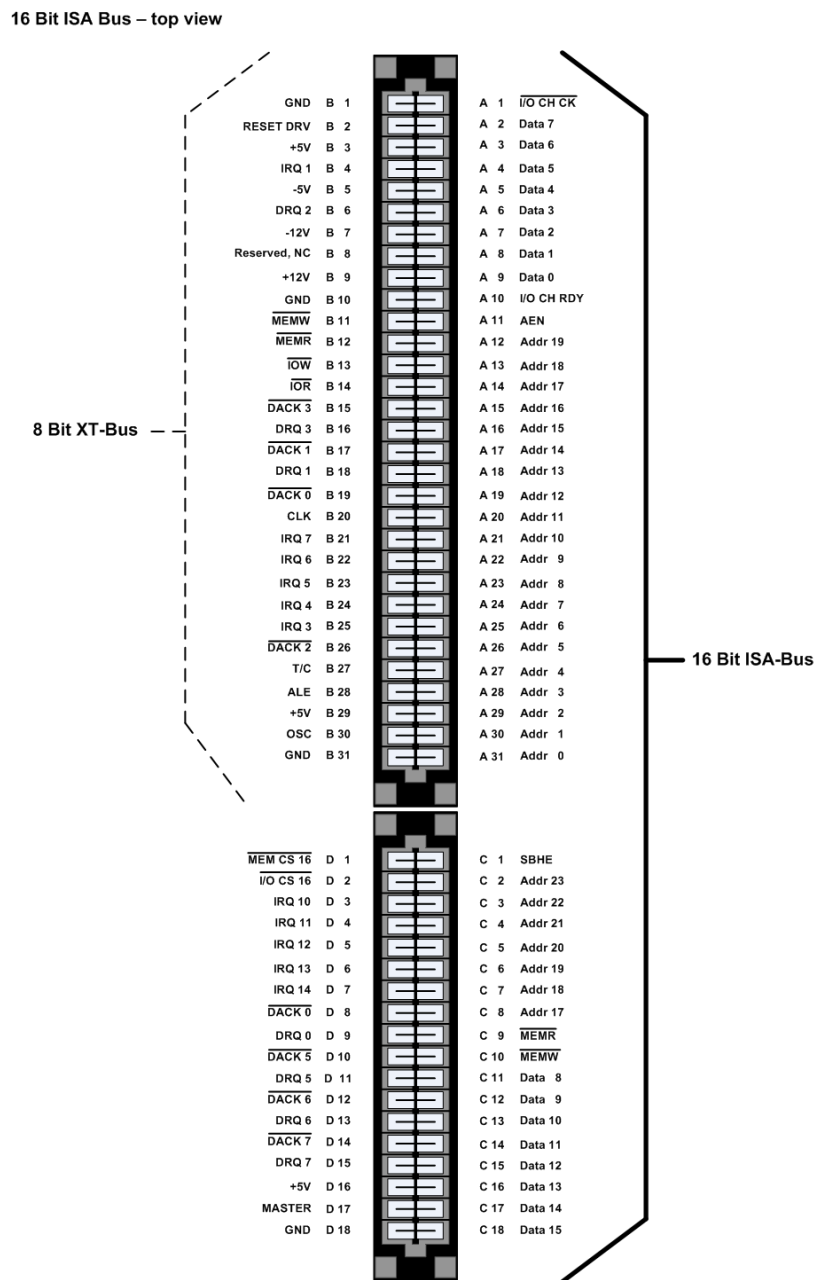 16 Bit ISA Bus – top view
GND B 1 A 1 I/O CH CK
RESET DRV B 2 A 2 Data 7
+5V B 3 A 3 Data 6
IRQ 1 B 4 A 4 Data 5
-5V B 5 A 5 Data 4
DRQ 2 B 6 A 6 Data 3
-12V B 7 A 7 Data 2
Reserved, NC B 8 A 8 Data 1
+12V B 9 A 9 Data 0
GND B 10 A 10 I/O CH RDY
MEMW B 11 A 11 AEN
MEMR B 12 A 12 Addr 19
IOW B 13 A 13 Addr 18
IOR B 14 A 14 Addr 17
DACK 3 B 15 A 15 Addr 16
8 Bit XT-Bus DRQ 3 B 16 A 16 Addr 15
DACK 1 B 17 A 17 Addr 14
DRQ 1 B 18 A 18 Addr 13
DACK 0 B 19 A 19 Addr 12
CLK B 20 A 20 Addr 11
IRQ 7 B 21 A 21 Addr 10
IRQ 6 B 22 A 22 Addr 9
IRQ 5 B 23 A 23 Addr 8
IRQ 4 B 24 A 24 Addr 7
IRQ 3 B 25 A 25 Addr 6
DACK 2 B 26 A 26 Addr 5
16 Bit ISA-Bus
T/C B 27 A 27 Addr 4
ALE B 28 A 28 Addr 3
+5V B 29 A 29 Addr 2
OSC B 30 A 30 Addr 1
GND B 31 A 31 Addr 0
MEM CS 16 D 1 C 1 SBHE
I/O CS 16 D 2 C 2 Addr 23
IRQ 10 D 3 C 3 Addr 22
IRQ 11 D 4 C 4 Addr 21
IRQ 12 D 5 C 5 Addr 20
IRQ 13 D 6 C 6 Addr 19
IRQ 14 D 7 C 7 Addr 18
DACK 0 D 8 C 8 Addr 17
DRQ 0 D 9 C 9 MEMR
DACK 5 D 10 C 10 MEMW
DRQ 5 D 11 C 11 Data 8
DACK 6 D 12 C 12 Data 9
DRQ 6 D 13 C 13 Data 10
DACK 7 D 14 C 14 Data 11
DRQ 7 D 15 C 15 Data 12
+5V D 16 C 16 Data 13
MASTER D 17 C 17 Data 14
GND D 18 C 18 Data 15